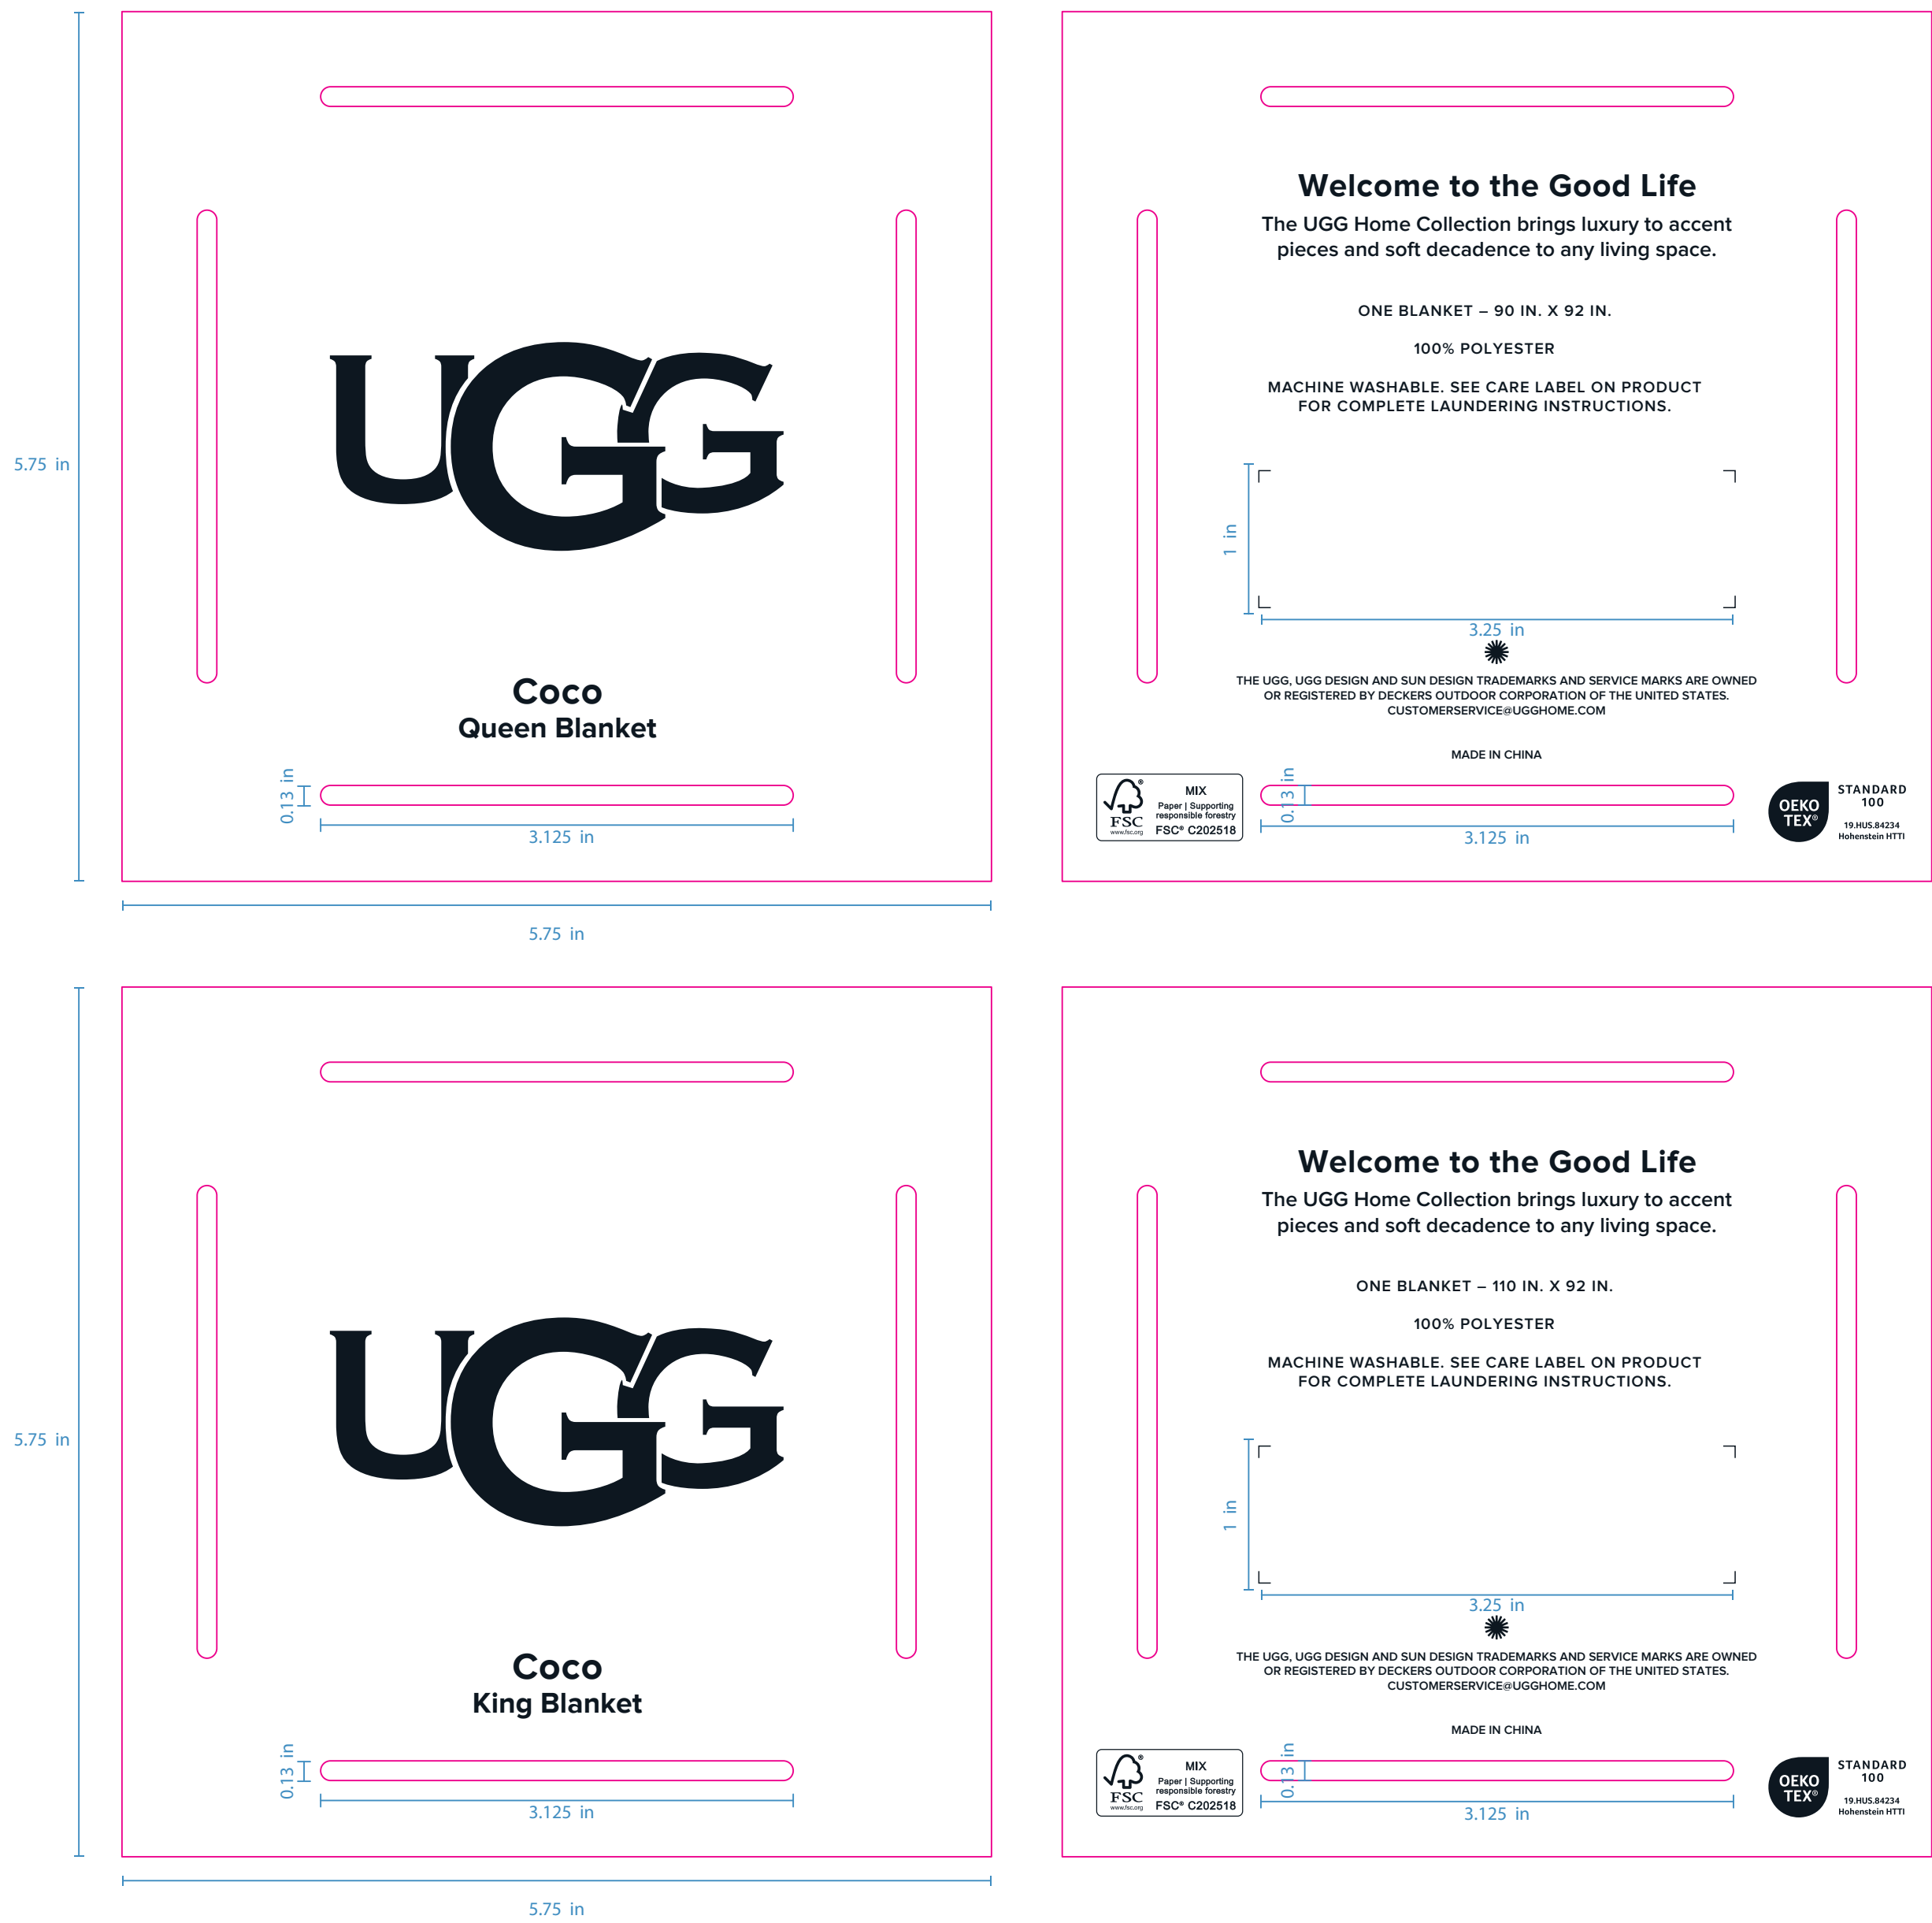 5.75 in
UGG
Coco
Queen Blanket
0.13 in
3.125 in
5.75 in
Welcome to the Good Life
The UGG Home Collection brings luxury to accent
pieces and soft decadence to any living space.
ONE BLANKET – 90 IN. X 92 IN.
100% POLYESTER
MACHINE WASHABLE. SEE CARE LABEL ON PRODUCT
FOR COMPLETE LAUNDERING INSTRUCTIONS.
1 in
3.25 in
THE UGG, UGG DESIGN AND SUN DESIGN TRADEMARKS AND SERVICE MARKS ARE OWNED
OR REGISTERED BY DECKERS OUTDOOR CORPORATION OF THE UNITED STATES.
CUSTOMERSERVICE@UGGHOME.COM
MADE IN CHINA
®
FSC
www.fsc.org
MIX
Paper | Supporting
responsible forestry
FSC® C202518
0.13 in
3.125 in
OEKO
TEX®
STANDARD
100
19.HUS.84234
Hohenstein HTTI
5.75 in
UGG
Coco
King Blanket
0.13 in
3.125 in
5.75 in
Welcome to the Good Life
The UGG Home Collection brings luxury to accent
pieces and soft decadence to any living space.
ONE BLANKET – 110 IN. X 92 IN.
100% POLYESTER
MACHINE WASHABLE. SEE CARE LABEL ON PRODUCT
FOR COMPLETE LAUNDERING INSTRUCTIONS.
1 in
3.25 in
THE UGG, UGG DESIGN AND SUN DESIGN TRADEMARKS AND SERVICE MARKS ARE OWNED
OR REGISTERED BY DECKERS OUTDOOR CORPORATION OF THE UNITED STATES.
CUSTOMERSERVICE@UGGHOME.COM
MADE IN CHINA
®
FSC
www.fsc.org
MIX
Paper | Supporting
responsible forestry
FSC® C202518
0.13 in
3.125 in
OEKO
TEX®
STANDARD
100
19.HUS.84234
Hohenstein HTTI